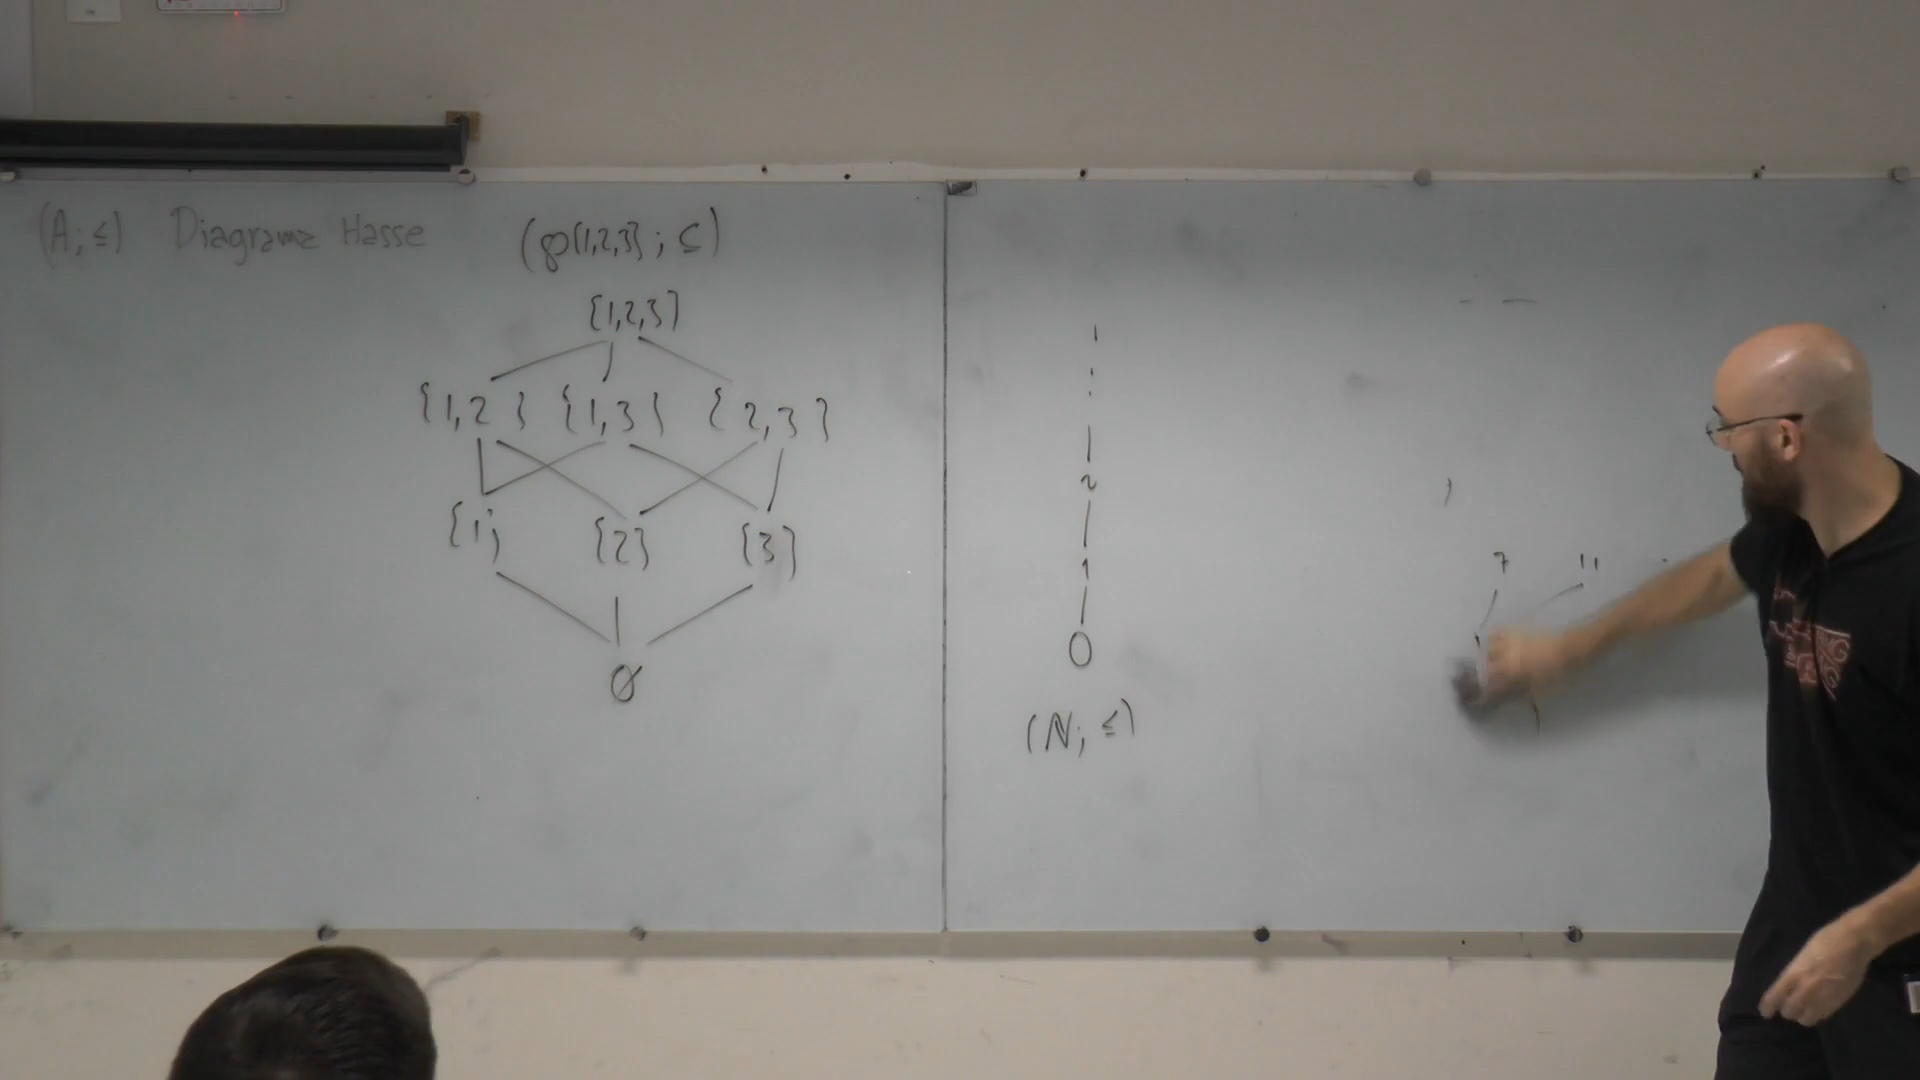 (A; ≤) Diagrama Hasse (℘{1,2,3}; ⊆)
{1,2,3}
{1,2} {1,3} {2,3}
{1} {2} {3}
∅
2
1
0
(ℕ; ≤)
7 11